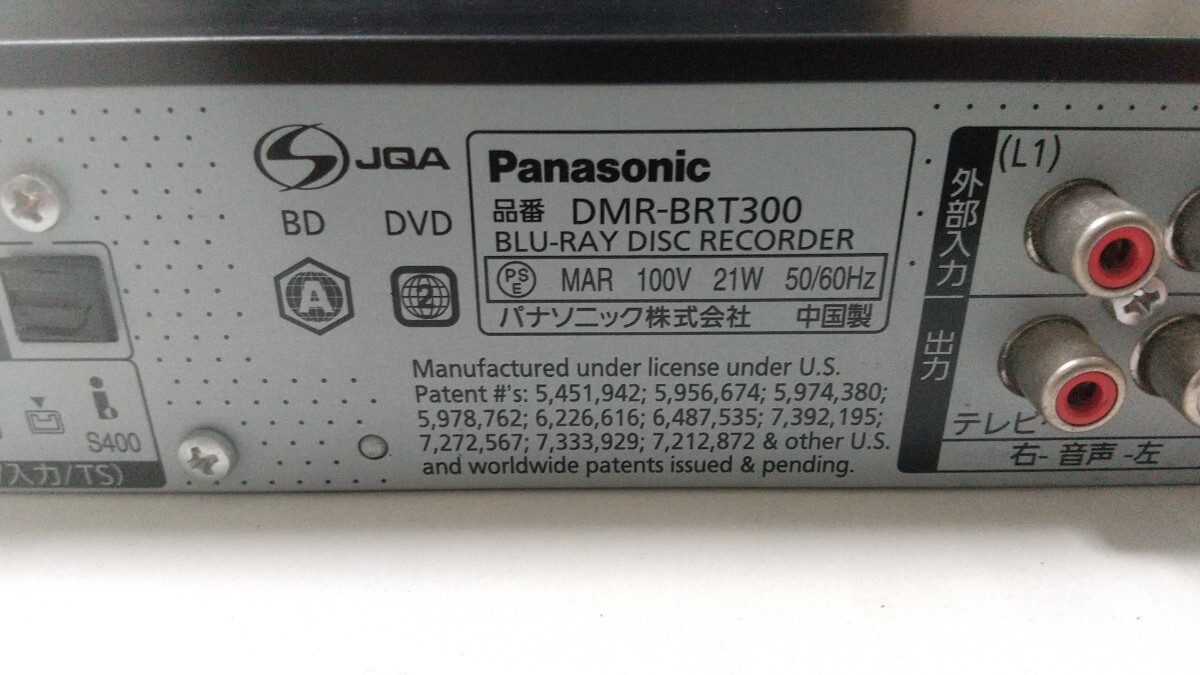 JQA
BD DVD
A 2
Panasonic
品番 DMR-BRT300
BLU-RAY DISC RECORDER
PSE MAR 100V 21W 50/60Hz
パナソニック株式会社 中国製
Manufactured under license under U.S.
Patent #'s: 5,451,942; 5,956,674; 5,974,380;
5,978,762; 6,226,616; 6,487,535; 7,392,195;
7,272,567; 7,333,929; 7,212,872 & other U.S.
and worldwide patents issued & pending.
S400
入力/TS)
(L1)
外部入力
出力
テレビ
右- 音声 -左